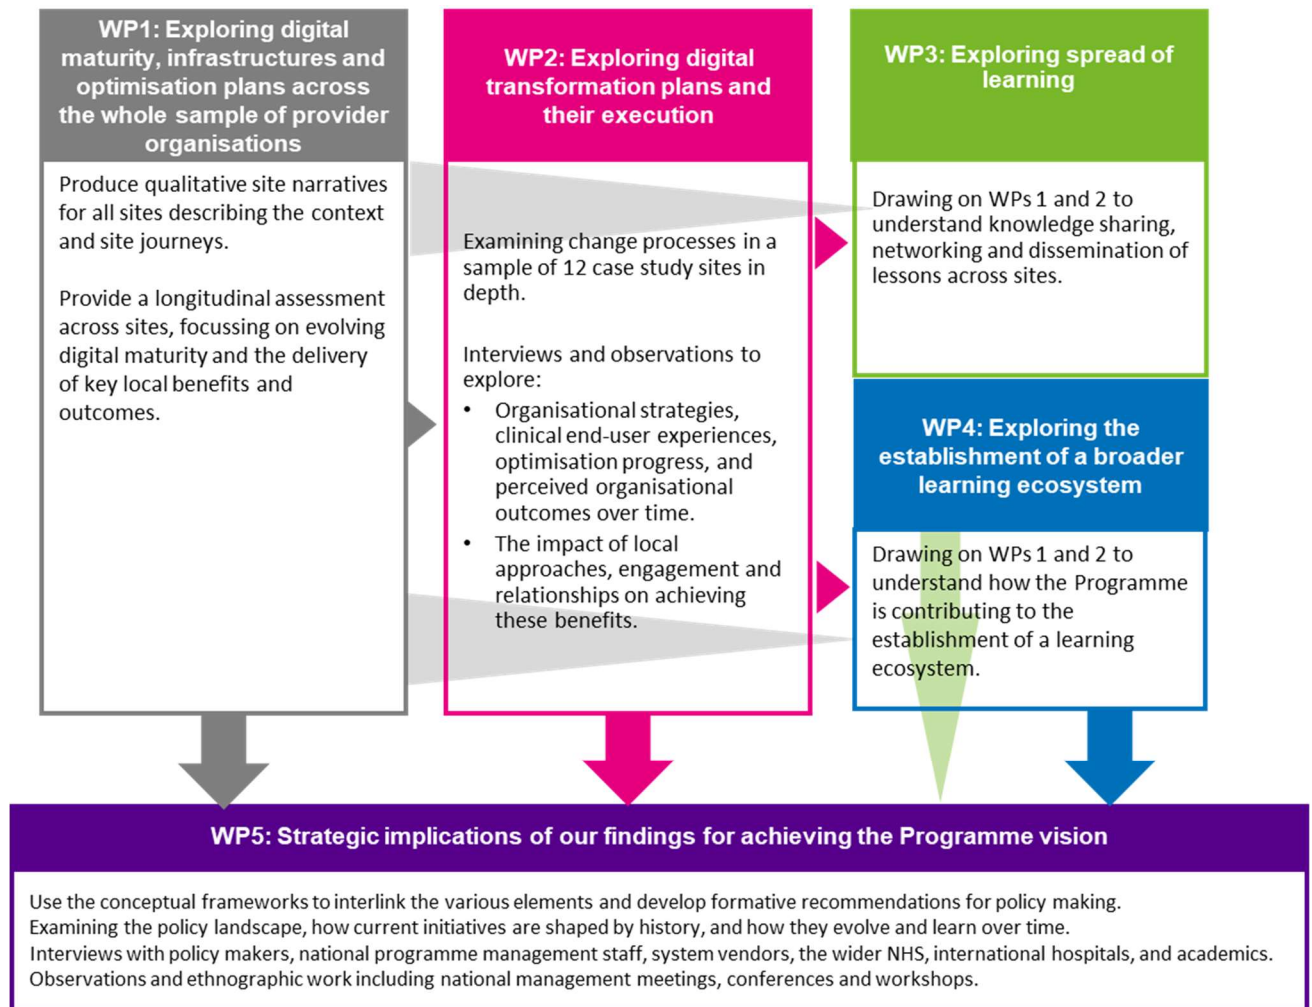 WP1: Exploring digital
maturity, infrastructures and
optimisation plans across
the whole sample of provider
organisations
Produce qualitative site narratives
for all sites describing the context
and site journeys.
Provide a longitudinal assessment
across sites, focussing on evolving
digital maturity and the delivery
of key local benefits and
outcomes.
WP2: Exploring digital
transformation plans and
their execution
Examining change processes in a
sample of 12 case study sites in
depth.
Interviews and observations to
explore:
• Organisational strategies,
clinical end-user experiences,
optimisation progress, and
perceived organisational
outcomes over time.
• The impact of local
approaches, engagement and
relationships on achieving
these benefits.
WP3: Exploring spread of
learning
Drawing on WPs 1 and 2 to
understand knowledge sharing,
networking and dissemination of
lessons across sites.
WP4: Exploring the
establishment of a broader
learning ecosystem
Drawing on WPs 1 and 2 to
understand how the Programme
is contributing to the
establishment of a learning
ecosystem.
WP5: Strategic implications of our findings for achieving the Programme vision
Use the conceptual frameworks to interlink the various elements and develop formative recommendations for policy making.
Examining the policy landscape, how current initiatives are shaped by history, and how they evolve and learn over time.
Interviews with policy makers, national programme management staff, system vendors, the wider NHS, international hospitals, and academics.
Observations and ethnographic work including national management meetings, conferences and workshops.